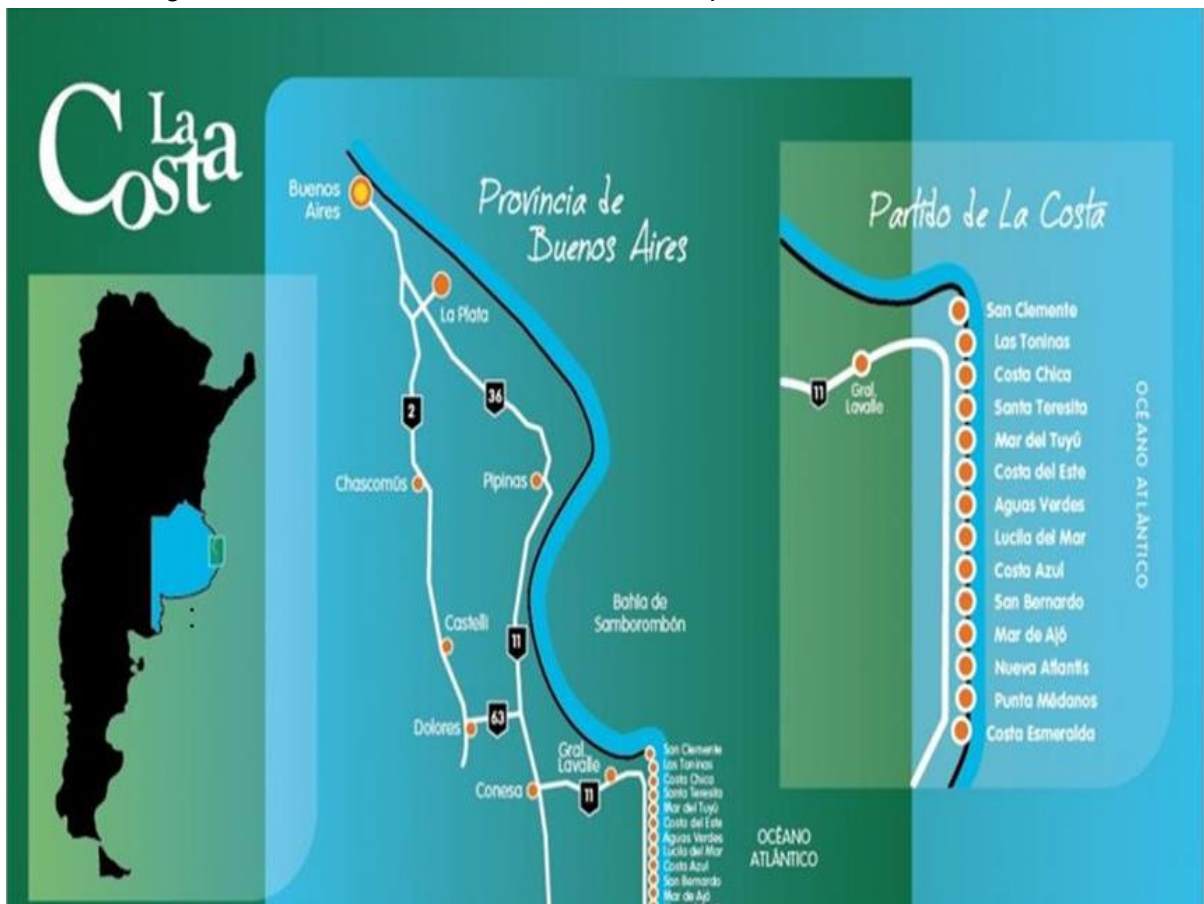 La
Costa
Provincia de
Buenos Aires
Buenos
Aires
La Plata
36
2
Chascomús
Pipinas
Bahía de
Samborombón
Castelli
11
63
Dolores
Gral.
Lavalle
Conesa
11
San Clemente
Las Toninas
Costa Chica
Santa Teresita
Mar del Tuyú
Costa del Este
Aguas Verdes
Lucila del Mar
Costa Azul
San Bernardo
Mar de Ajó
OCÉANO
ATLÂNTICO
Partido de La Costa
San Clemente
Las Toninas
Costa Chica
Santa Teresita
Mar del Tuyú
Costa del Este
Aguas Verdes
Lucila del Mar
Costa Azul
San Bernardo
Mar de Ajó
Nueva Atlantis
Punta Médanos
Costa Esmeralda
11
Gral.
Lavalle
OCÉANO ATLÂNTICO